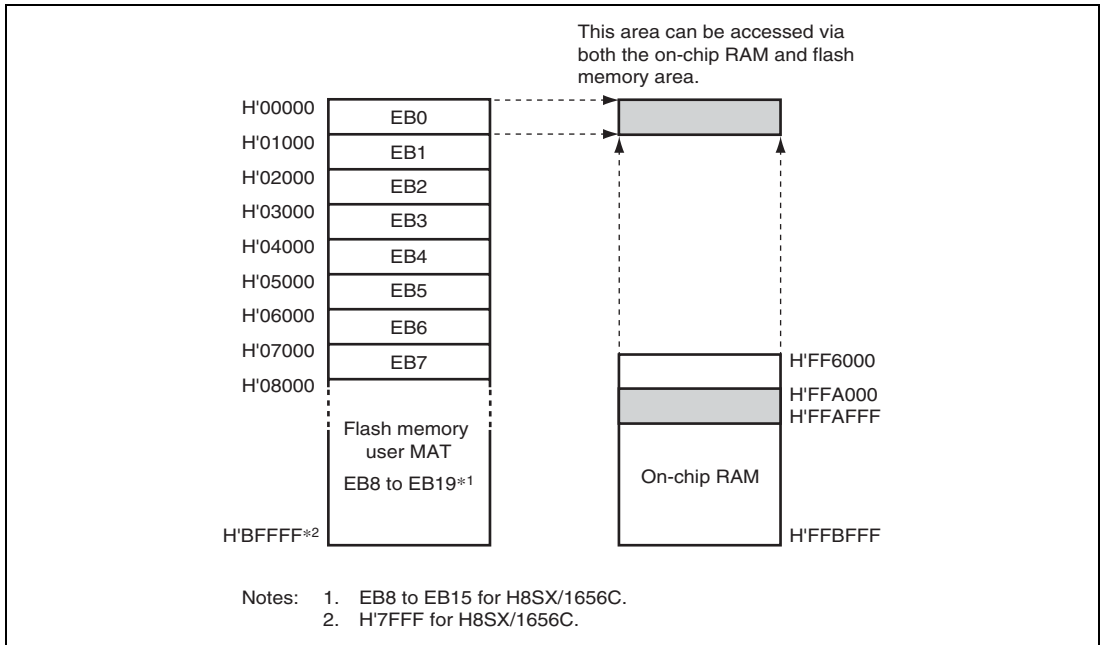 This area can be accessed via
both the on-chip RAM and flash
memory area.
H'00000
EB0
H'01000
EB1
H'02000
EB2
H'03000
EB3
H'04000
EB4
H'05000
EB5
H'06000
EB6
H'07000
EB7
H'08000
H'FF6000
H'FFA000
H'FFAFFF
Flash memory
user MAT
EB8 to EB19*1
On-chip RAM
H'BFFFF*2
H'FFBFFF
Notes: 1. EB8 to EB15 for H8SX/1656C.
2. H'7FFF for H8SX/1656C.